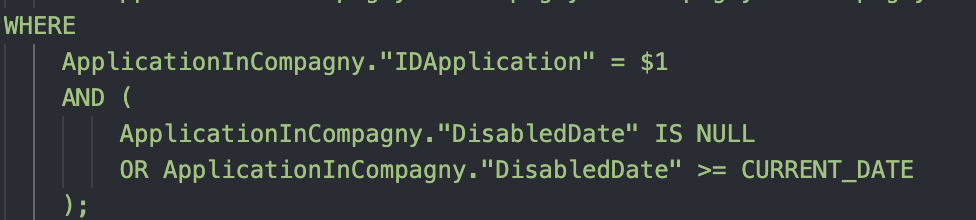 WHERE
ApplicationInCompagny."IDApplication" = $1
AND (
ApplicationInCompagny."DisabledDate" IS NULL
OR ApplicationInCompagny."DisabledDate" >= CURRENT_DATE
);